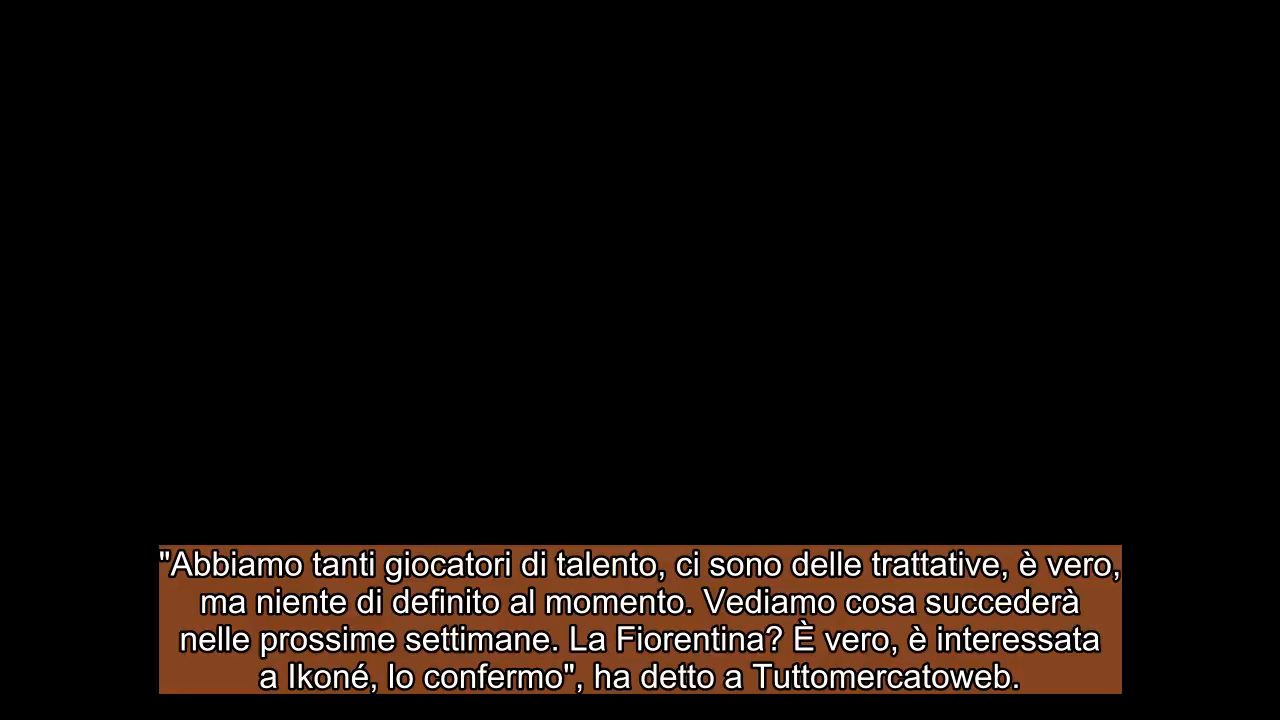 "Abbiamo tanti giocatori di talento, ci sono delle trattative, è vero,
ma niente di definito al momento. Vediamo cosa succederà
nelle prossime settimane. La Fiorentina? È vero, è interessata
a Ikoné, lo confermo", ha detto a Tuttomercatoweb.